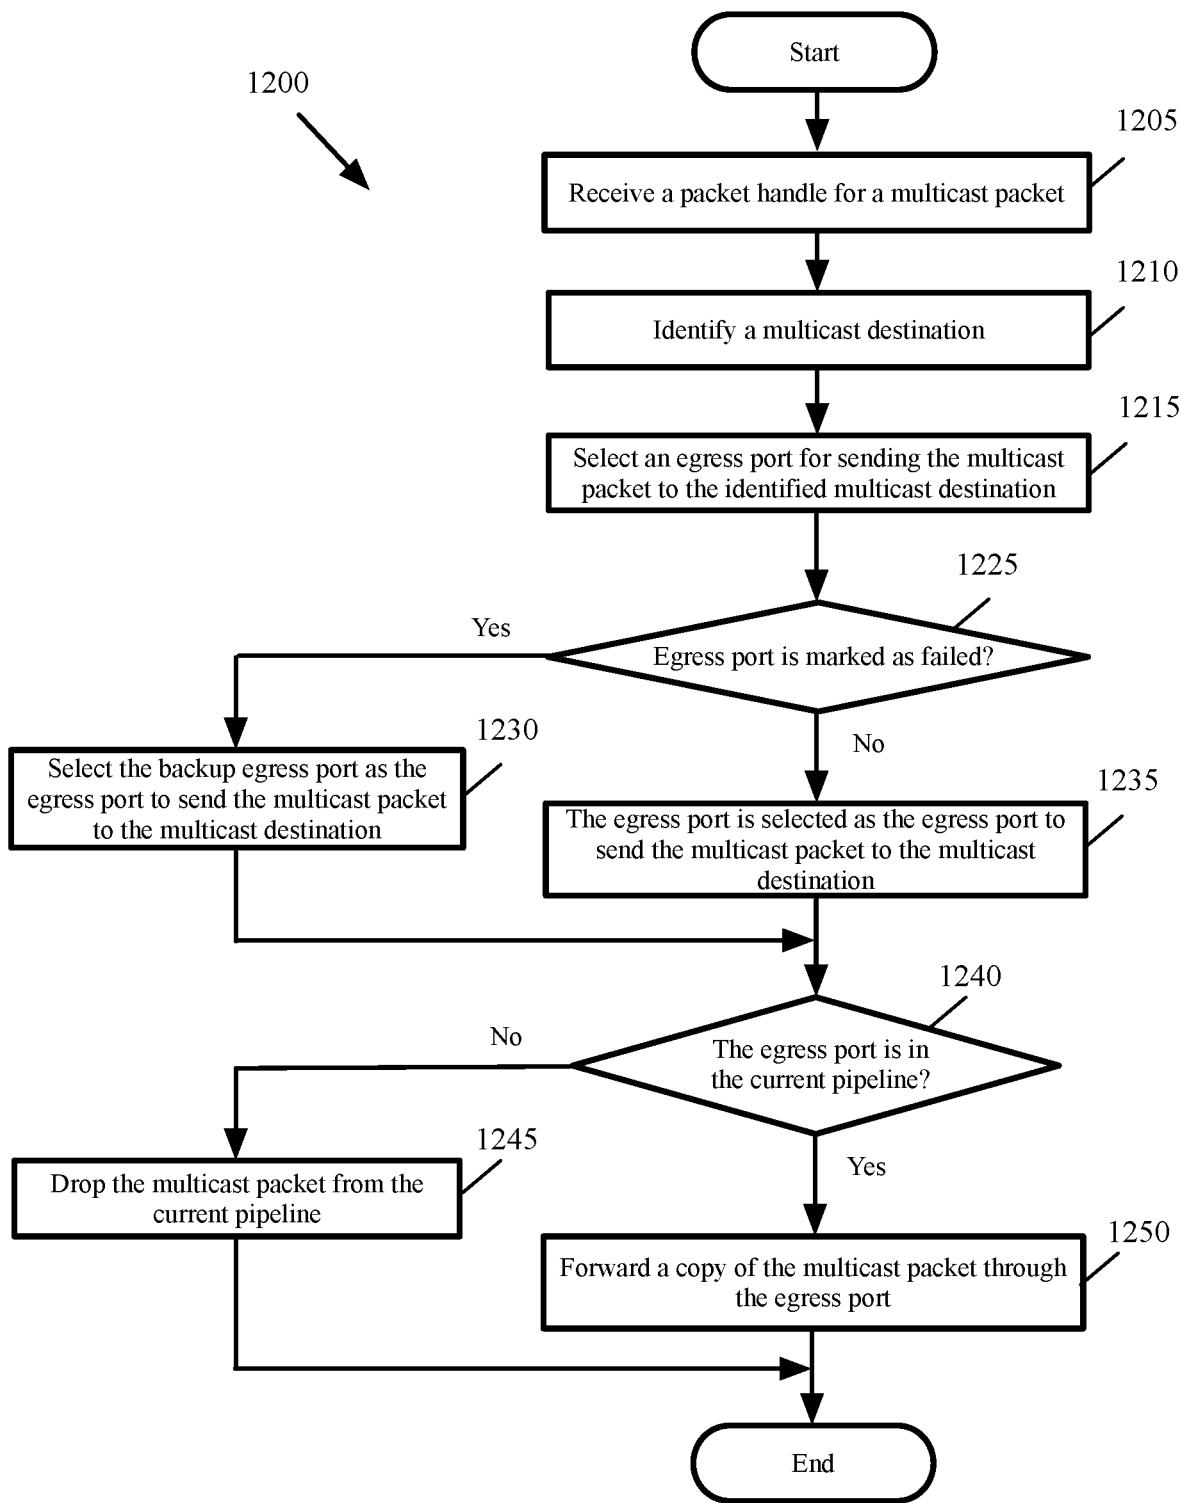 Start
1200
1205
Receive a packet handle for a multicast packet
1210
Identify a multicast destination
1215
Select an egress port for sending the multicast
packet to the identified multicast destination
1225
Yes
Egress port is marked as failed?
No
1230
Select the backup egress port as the
egress port to send the multicast packet
to the multicast destination
1235
The egress port is selected as the egress port to
send the multicast packet to the multicast
destination
1240
No
The egress port is in
the current pipeline?
1245
Yes
Drop the multicast packet from the
current pipeline
1250
Forward a copy of the multicast packet through
the egress port
End